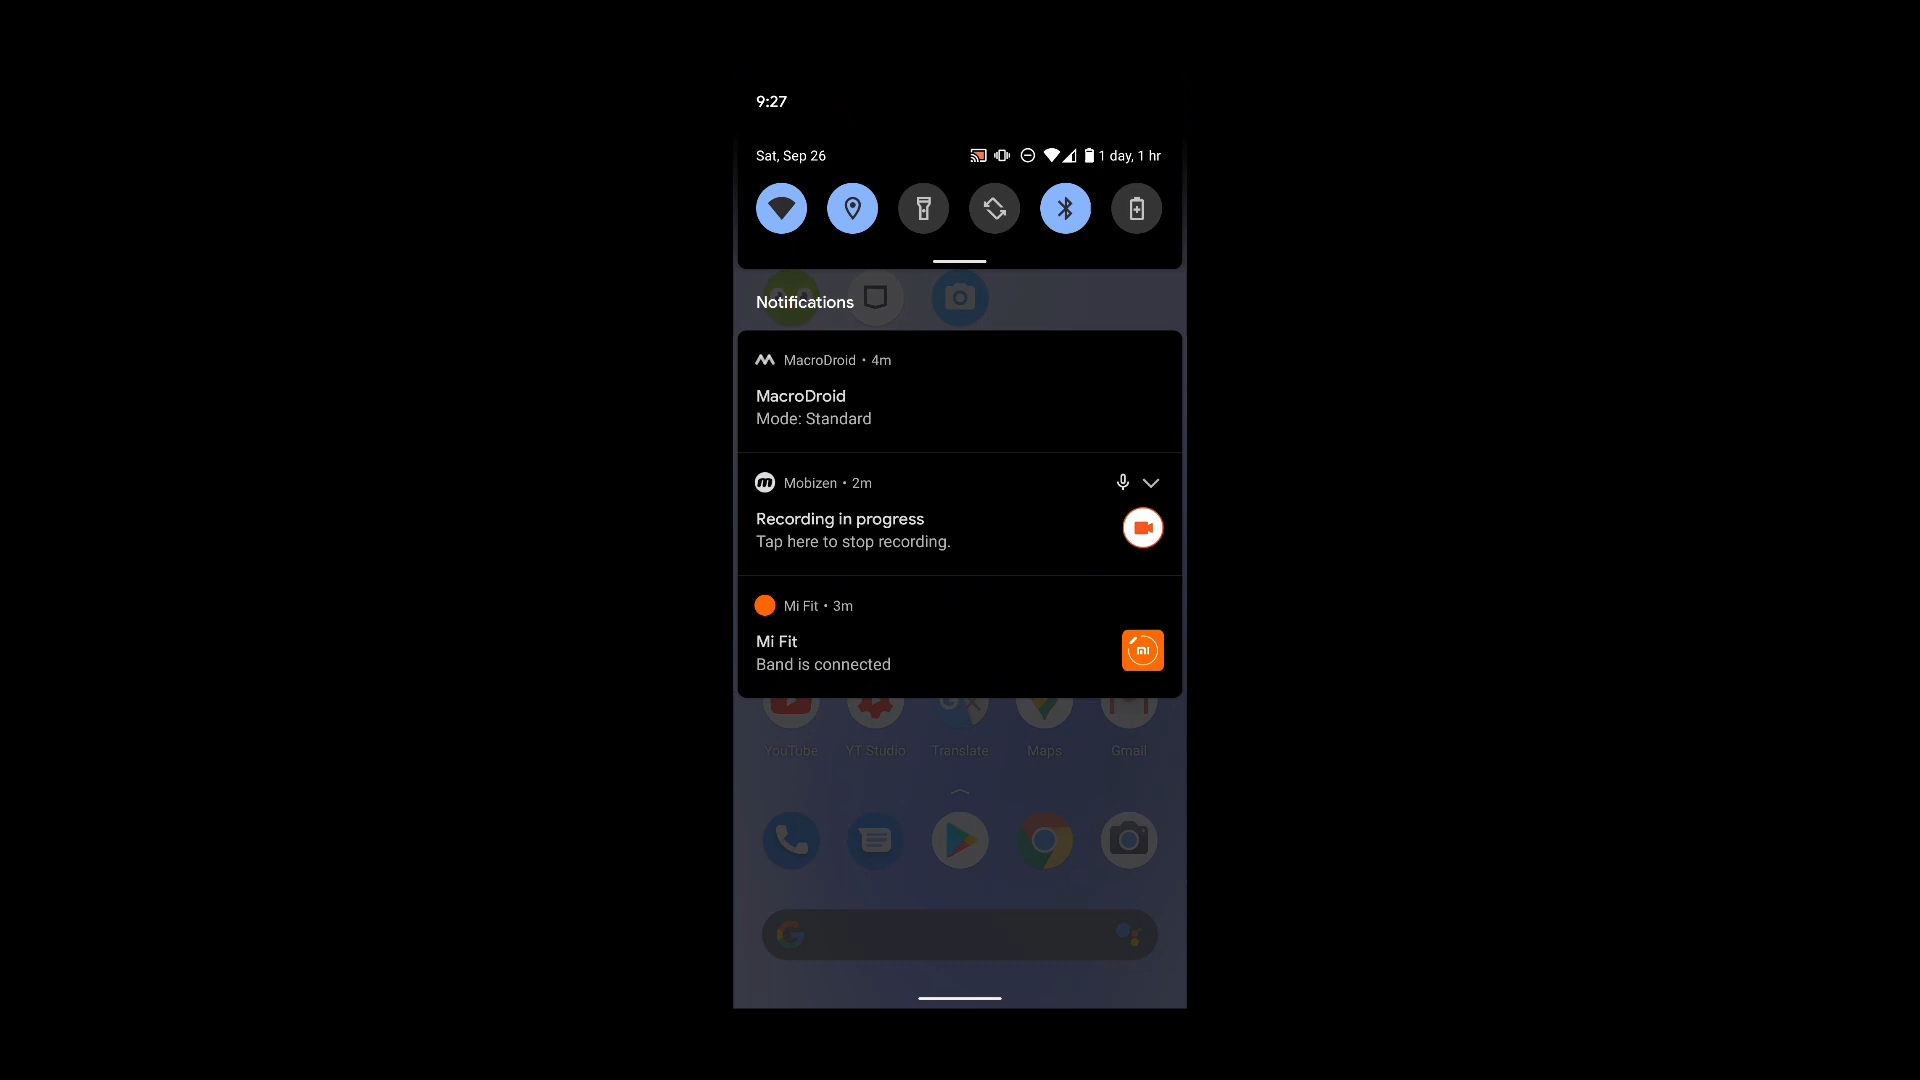 9:27
Sat, Sep 26
1 day, 1 hr
Notifications
MacroDroid • 4m
MacroDroid
Mode: Standard
Mobizen • 2m
Recording in progress
Tap here to stop recording.
Mi Fit • 3m
Mi Fit
Band is connected
YouTube
YT Studio
Translate
Maps
Gmail